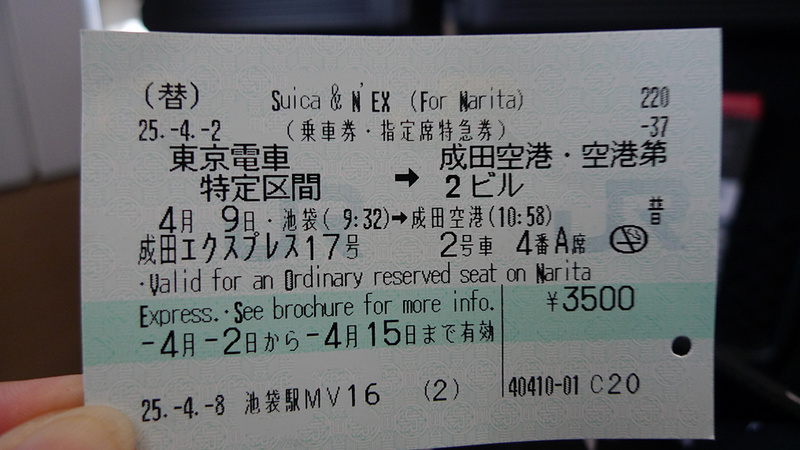 (替) Suica & N'EX (For Narita) 220
25.-4.-2 (乗車券・指定席特急券) -37
東京電車 → 成田空港・空港第
特定区間 2ビル
4月 9日・池袋( 9:32)→成田空港(10:58) 普
成田エクスプレス17号 2号車 4番A席
・Valid for an Ordinary reserved seat on Narita
Express.・See brochure for more info. ¥3500
-4月-2日から-4月15日まで有効
25.-4.-8 池袋駅MV16 (2) 40410-01 C20